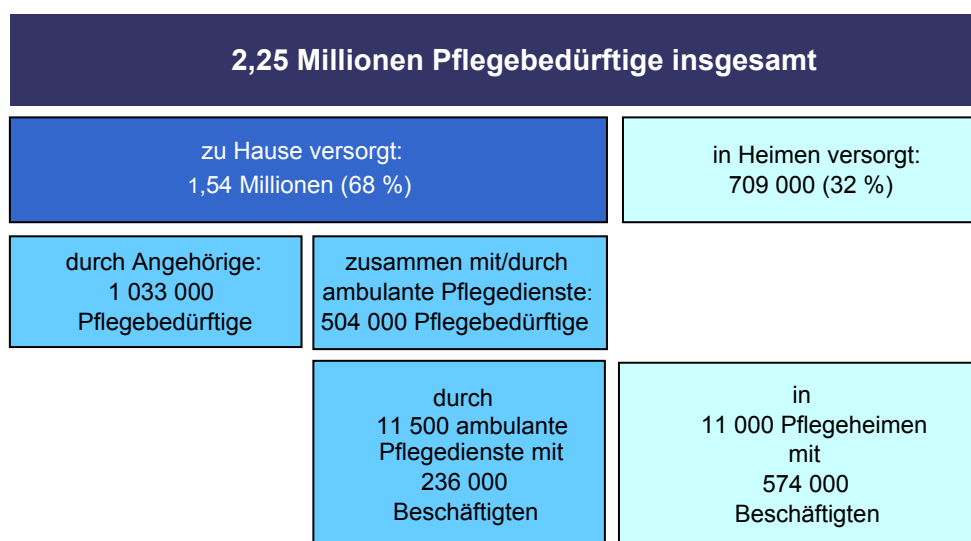 2,25 Millionen Pflegebedürftige insgesamt
zu Hause versorgt:
1,54 Millionen (68 %)
in Heimen versorgt:
709 000 (32 %)
durch Angehörige:
1 033 000
Pflegebedürftige
zusammen mit/durch
ambulante Pflegedienste:
504 000 Pflegebedürftige
durch
11 500 ambulante
Pflegedienste mit
236 000
Beschäftigten
in
11 000 Pflegeheimen
mit
574 000
Beschäftigten